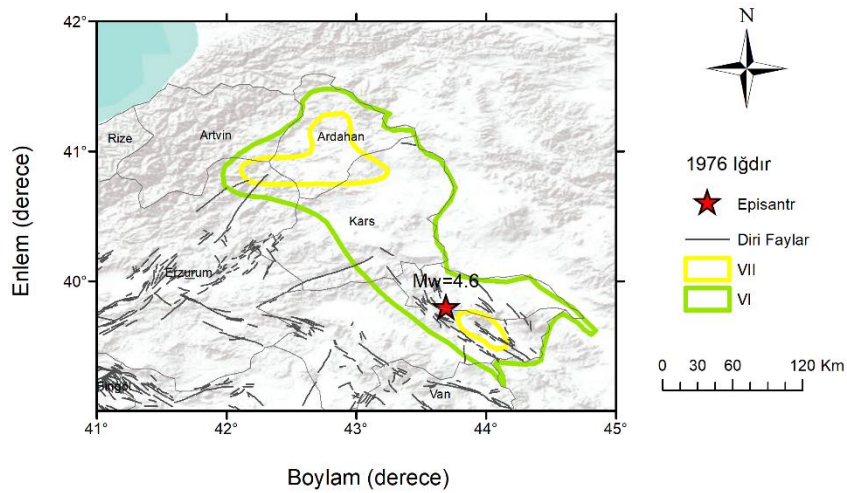 42°
41°
40°
Enlem (derece)
Rize
Artvin
Ardahan
Kars
Erzurum
Mw=4.6
Bingöl
Van
41°
42°
43°
44°
45°
Boylam (derece)
N
1976 Iğdır
Episantr
Diri Faylar
VII
VI
0 30 60 120 Km